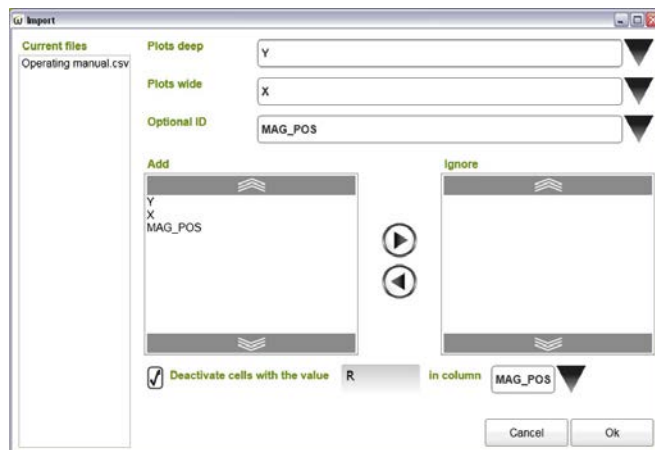 Import
Current files
Operating manual.csv
Plots deep
Y
Plots wide
X
Optional ID
MAG_POS
Add
Y
X
MAG_POS
Ignore
Deactivate cells with the value
R
in column
MAG_POS
Cancel
Ok